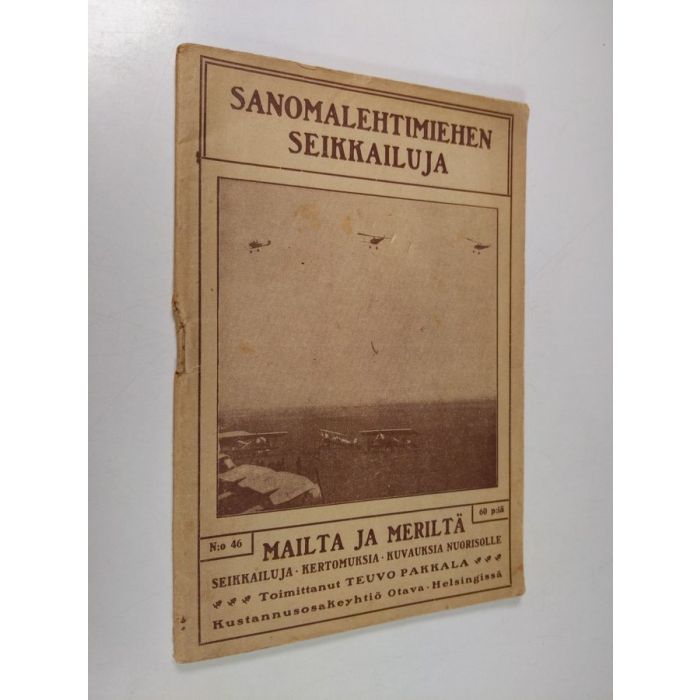 SANOMALEHTIMIEHEN
SEIKKAILUJA
N:o 46
60 p:iä
MAILTA JA MERILTÄ
SEIKKAILUJA · KERTOMUKSIA · KUVAUKSIA NUORISOLLE
Toimittanut TEUVO PAKKALA
Kustannusosakeyhtiö Otava · Helsingissä